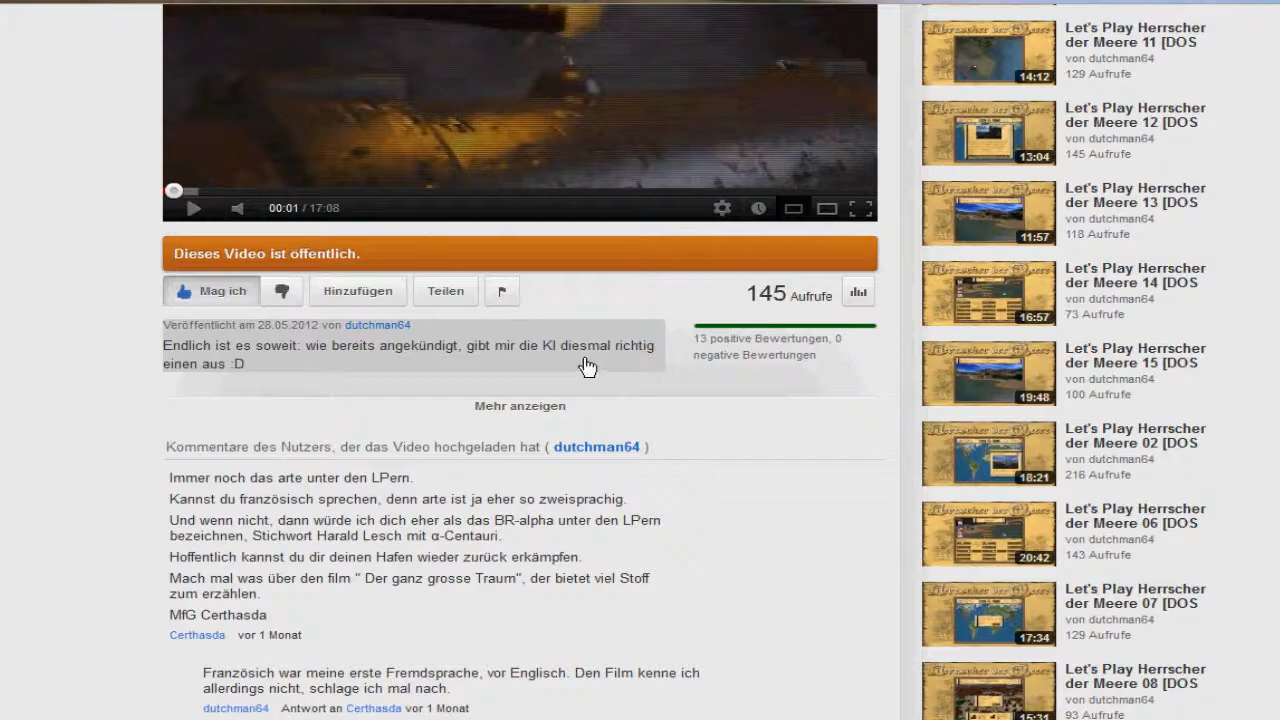 00:01 / 17:08
Dieses Video ist öffentlich.
Mag ich
Hinzufügen
Teilen
145 Aufrufe
Veröffentlicht am 28.05.2012 von dutchman64
Endlich ist es soweit: wie bereits angekündigt, gibt mir die KI diesmal richtig
einen aus :D
13 positive Bewertungen, 0
negative Bewertungen
Mehr anzeigen
Kommentare des Nutzers, der das Video hochgeladen hat ( dutchman64 )
Immer noch das arte unter den LPern.
Kannst du französisch sprechen, denn arte ist ja eher so zweisprachig.
Und wenn nicht, dann würde ich dich eher als das BR-alpha unter den LPern
bezeichnen, Stichwort Harald Lesch mit α-Centauri.
Hoffentlich kannst du dir deinen Hafen wieder zurück erkämpfen.
Mach mal was über den film " Der ganz grosse Traum", der bietet viel Stoff
zum erzählen.
MfG Certhasda
Certhasda vor 1 Monat
Französich war meine erste Fremdsprache, vor Englisch. Den Film kenne ich
allerdings nicht, schlage ich mal nach.
dutchman64 Antwort an Certhasda vor 1 Monat
14:12
Let's Play Herrscher
der Meere 11 [DOS
von dutchman64
129 Aufrufe
13:04
Let's Play Herrscher
der Meere 12 [DOS
von dutchman64
145 Aufrufe
11:57
Let's Play Herrscher
der Meere 13 [DOS
von dutchman64
118 Aufrufe
16:57
Let's Play Herrscher
der Meere 14 [DOS
von dutchman64
73 Aufrufe
19:48
Let's Play Herrscher
der Meere 15 [DOS
von dutchman64
100 Aufrufe
18:21
Let's Play Herrscher
der Meere 02 [DOS
von dutchman64
216 Aufrufe
20:42
Let's Play Herrscher
der Meere 06 [DOS
von dutchman64
143 Aufrufe
17:34
Let's Play Herrscher
der Meere 07 [DOS
von dutchman64
129 Aufrufe
15:31
Let's Play Herrscher
der Meere 08 [DOS
von dutchman64
93 Aufrufe